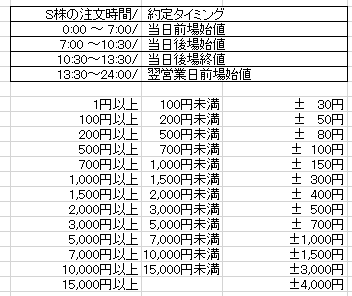 S株の注文時間/ 約定タイミング
0:00 ～ 7:00/ 当日前場始値
7:00 ～10:30/ 当日後場始値
10:30～13:30/ 当日後場終値
13:30～24:00/ 翌営業日前場始値
1円以上 100円未満 ± 30円
100円以上 200円未満 ± 50円
200円以上 500円未満 ± 80円
500円以上 700円未満 ± 100円
700円以上 1,000円未満 ± 150円
1,000円以上 1,500円未満 ± 300円
1,500円以上 2,000円未満 ± 400円
2,000円以上 3,000円未満 ± 500円
3,000円以上 5,000円未満 ± 700円
5,000円以上 7,000円未満 ±1,000円
7,000円以上 10,000円未満 ±1,500円
10,000円以上 15,000円未満 ±3,000円
15,000円以上 ±4,000円